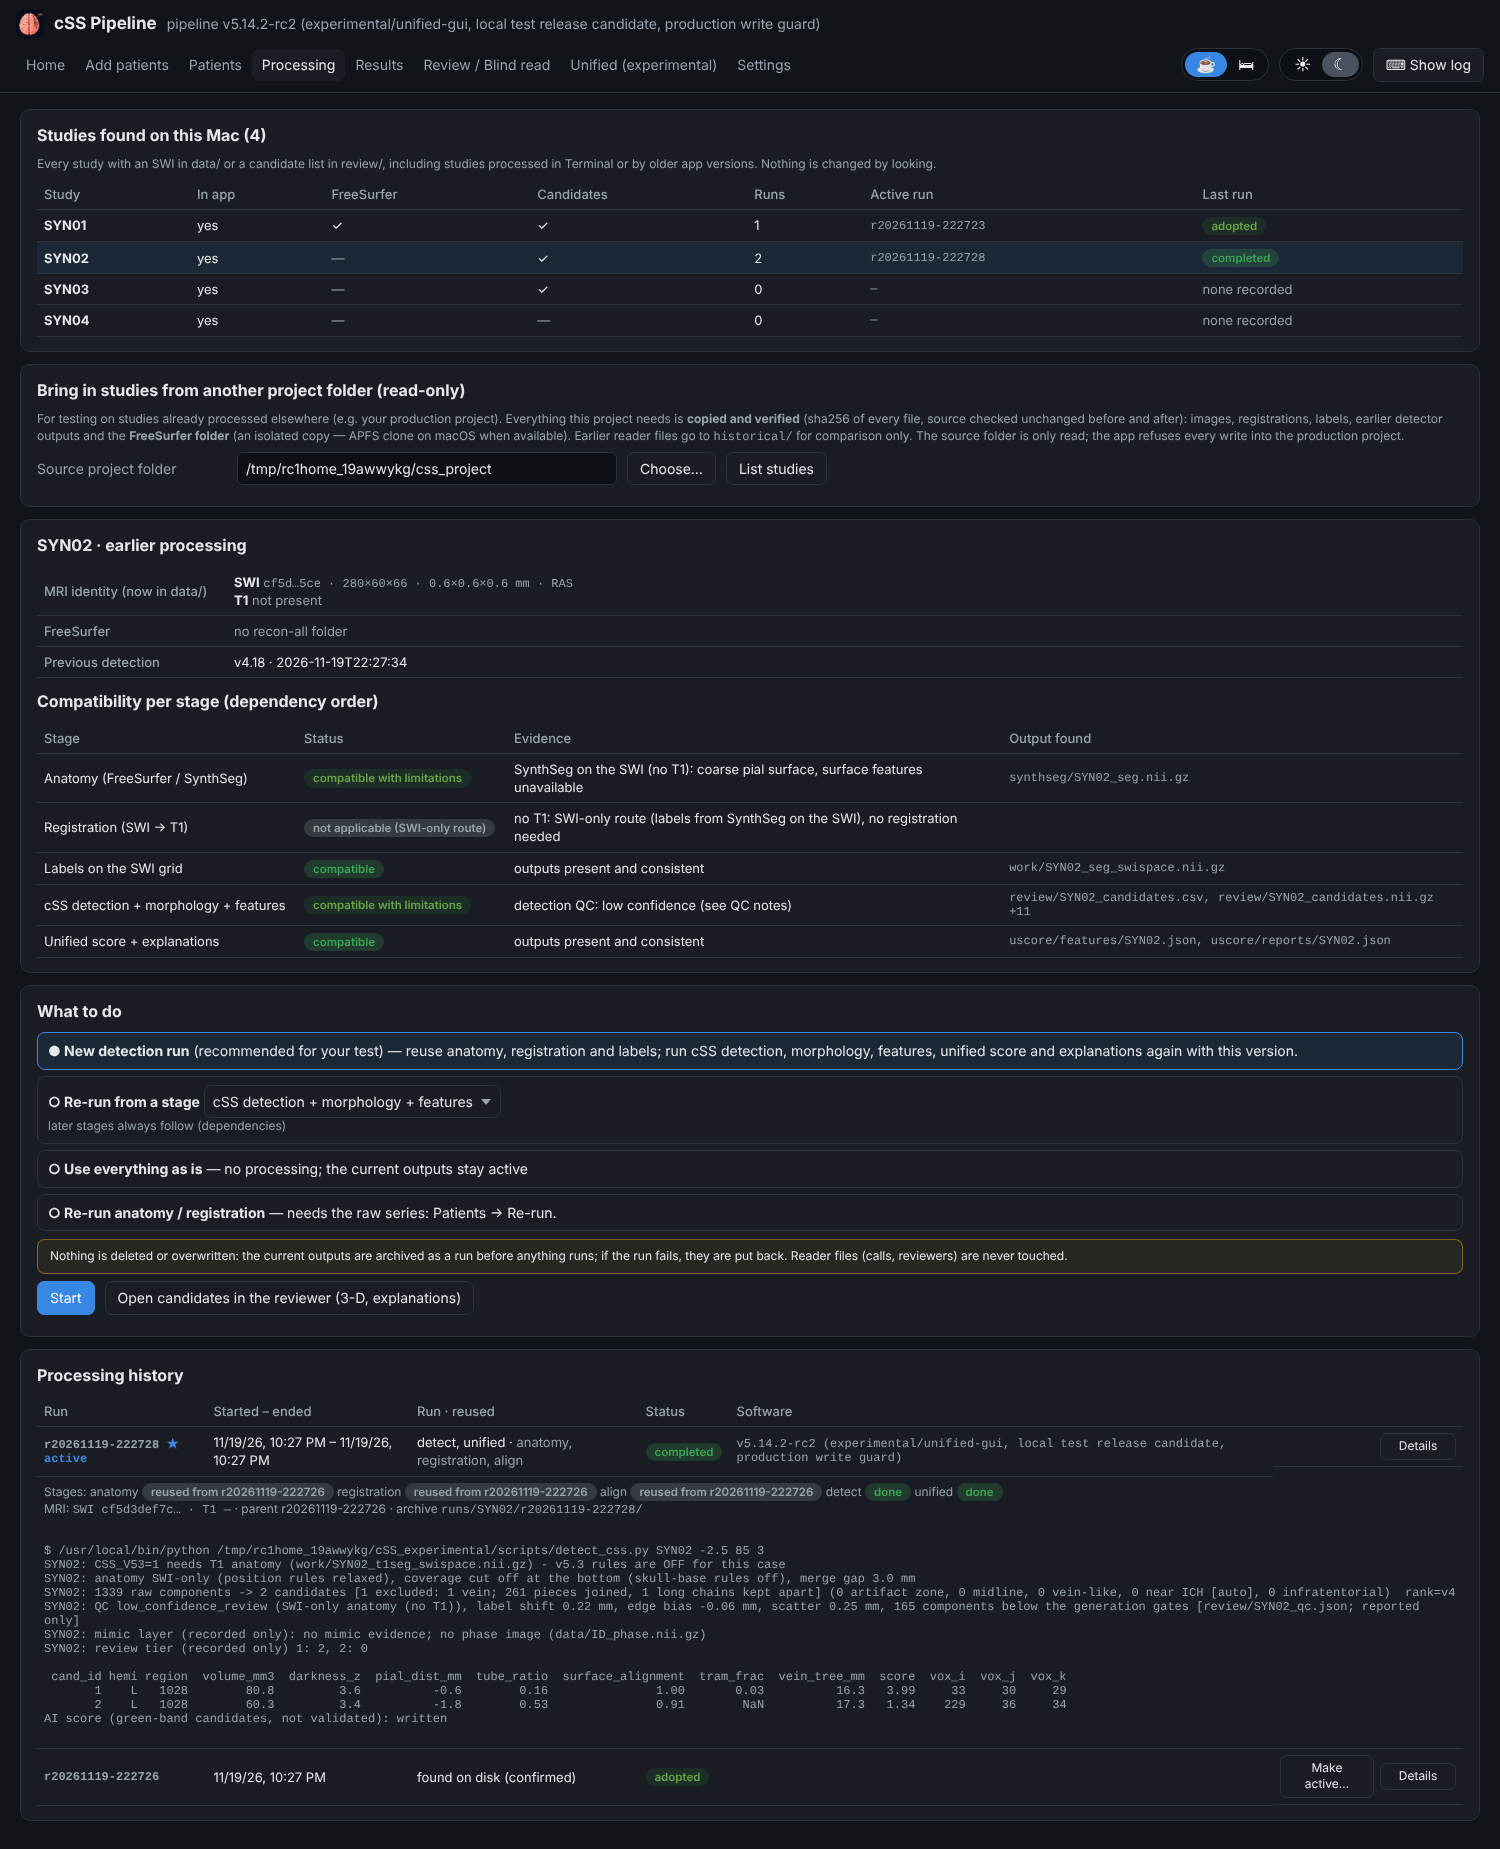 cSS Pipeline pipeline v5.14.2-rc2 (experimental/unified-gui, local test release candidate, production write guard)
Home Add patients Patients Processing Results Review / Blind read Unified (experimental) Settings Show log
Studies found on this Mac (4)
Every study with an SWI in data/ or a candidate list in review/, including studies processed in Terminal or by older app versions. Nothing is changed by looking.
Study In app FreeSurfer Candidates Runs Active run Last run
SYN01 yes ✓ ✓ 1 r20261119-222723 adopted
SYN02 yes — ✓ 2 r20261119-222728 completed
SYN03 yes — ✓ 0 — none recorded
SYN04 yes — — 0 — none recorded
Bring in studies from another project folder (read-only)
For testing on studies already processed elsewhere (e.g. your production project). Everything this project needs is copied and verified (sha256 of every file, source checked unchanged before and after): images, registrations, labels, earlier detector
outputs and the FreeSurfer folder (an isolated copy — APFS clone on macOS when available). Earlier reader files go to historical/ for comparison only. The source folder is only read; the app refuses every write into the production project.
Source project folder /tmp/rc1home_19awwykg/css_project Choose... List studies
SYN02 · earlier processing
MRI identity (now in data/) SWI cf5d…5ce · 280×60×66 · 0.6×0.6×0.6 mm · RAS
T1 not present
FreeSurfer no recon-all folder
Previous detection v4.18 · 2026-11-19T22:27:34
Compatibility per stage (dependency order)
Stage Status Evidence Output found
Anatomy (FreeSurfer / SynthSeg) compatible with limitations SynthSeg on the SWI (no T1): coarse pial surface, surface features
unavailable synthseg/SYN02_seg.nii.gz
Registration (SWI → T1) not applicable (SWI-only route) no T1: SWI-only route (labels from SynthSeg on the SWI), no registration
needed
Labels on the SWI grid compatible outputs present and consistent work/SYN02_seg_swispace.nii.gz
cSS detection + morphology + features compatible with limitations detection QC: low confidence (see QC notes) review/SYN02_candidates.csv, review/SYN02_candidates.nii.gz
+11
Unified score + explanations compatible outputs present and consistent uscore/features/SYN02.json, uscore/reports/SYN02.json
What to do
New detection run (recommended for your test) — reuse anatomy, registration and labels; run cSS detection, morphology, features, unified score and explanations again with this version.
Re-run from a stage cSS detection + morphology + features
later stages always follow (dependencies)
Use everything as is — no processing; the current outputs stay active
Re-run anatomy / registration — needs the raw series: Patients → Re-run.
Nothing is deleted or overwritten: the current outputs are archived as a run before anything runs; if the run fails, they are put back. Reader files (calls, reviewers) are never touched.
Start Open candidates in the reviewer (3-D, explanations)
Processing history
Run Started – ended Run · reused Status Software
r20261119-222728 ★ active 11/19/26, 10:27 PM – 11/19/26, 10:27 PM detect, unified · anatomy, registration, align completed v5.14.2-rc2 (experimental/unified-gui, local test release candidate, production write guard) Details
Stages: anatomy reused from r20261119-222726 registration reused from r20261119-222726 align reused from r20261119-222726 detect done unified done
MRI: SWI cf5d3def7c… · T1 — · parent r20261119-222726 · archive runs/SYN02/r20261119-222728/
$ /usr/local/bin/python /tmp/rc1home_19awwykg/cSS_experimental/scripts/detect_css.py SYN02 -2.5 85 3
SYN02: CSS_V53=1 needs T1 anatomy (work/SYN02_t1seg_swispace.nii.gz) - v5.3 rules are OFF for this case
SYN02: anatomy SWI-only (position rules relaxed), coverage cut off at the bottom (skull-base rules off), merge gap 3.0 mm
SYN02: 1339 raw components -> 2 candidates [1 excluded: 1 vein; 261 pieces joined, 1 long chains kept apart] (0 artifact zone, 0 midline, 0 vein-like, 0 near ICH [auto], 0 infratentorial) rank=v4
SYN02: QC low_confidence_review (SWI-only anatomy (no T1)), label shift 0.22 mm, edge bias -0.06 mm, scatter 0.25 mm, 165 components below the generation gates [review/SYN02_qc.json; reported
only]
SYN02: mimic layer (recorded only): no mimic evidence; no phase image (data/ID_phase.nii.gz)
SYN02: review tier (recorded only) 1: 2, 2: 0
cand_id hemi region volume_mm3 darkness_z pial_dist_mm tube_ratio surface_alignment tram_frac vein_tree_mm score vox_i vox_j vox_k
1 L 1028 80.8 3.6 -0.6 0.16 1.00 0.03 16.3 3.99 33 30 29
2 L 1028 60.3 3.4 -1.8 0.53 0.91 NaN 17.3 1.34 229 36 34
AI score (green-band candidates, not validated): written
r20261119-222726 11/19/26, 10:27 PM found on disk (confirmed) adopted Make active... Details